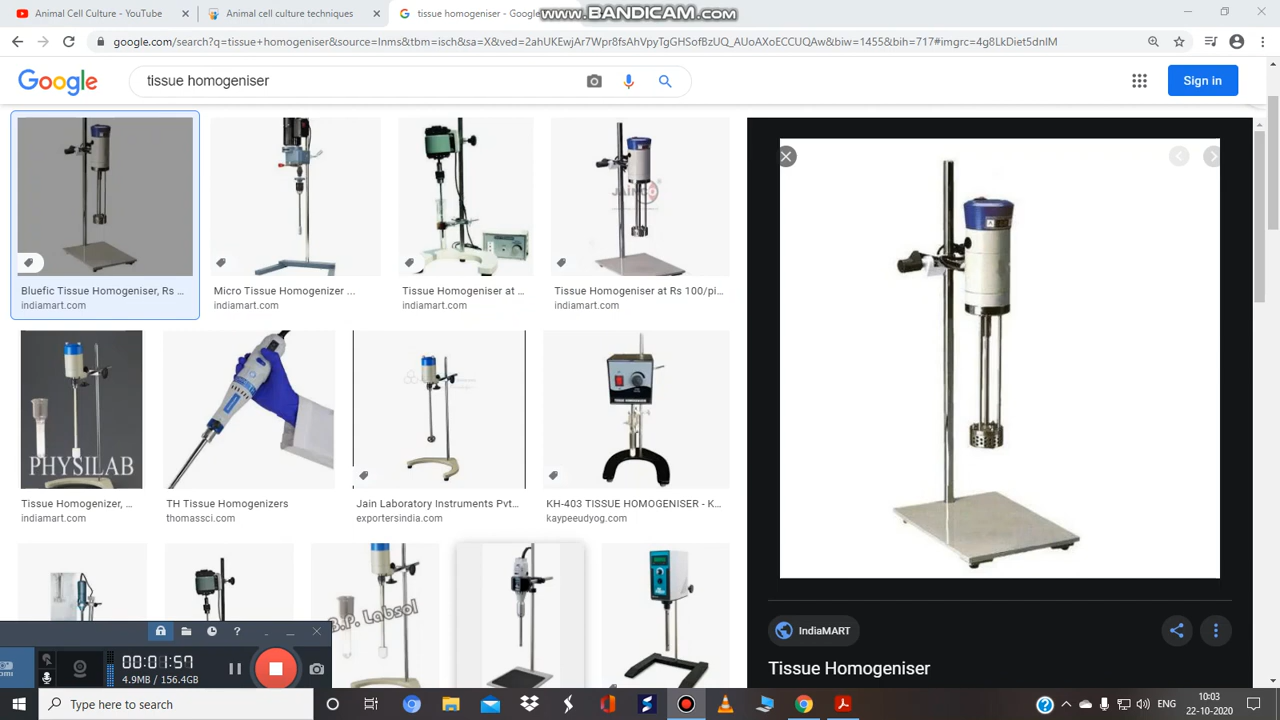 Animal Cell Culture - YouTube
Animal cell culture techniques
tissue homogeniser - Google
www.BANDICAM.com
google.com/search?q=tissue+homogeniser&source=lnms&tbm=isch&sa=X&ved=2ahUKEwjAr7Wpr8fsAhVpyTgGHSofBzUQ_AUoAXoECCUQAw&biw=1455&bih=717#imgrc=4g8LkDiet5dnIM
Google
tissue homogeniser
Sign in
JAINCO
Bluefic Tissue Homogeniser, Rs ...
indiamart.com
Micro Tissue Homogenizer ...
indiamart.com
Tissue Homogeniser at ...
indiamart.com
Tissue Homogeniser at Rs 100/pi...
indiamart.com
PHYSILAB
Tissue Homogenizer, ...
indiamart.com
TH Tissue Homogenizers
thomassci.com
Jain Laboratory Instruments Pvt...
exportersindia.com
KH-403 TISSUE HOMOGENISER - K...
kaypeeudyog.com
B.P. Labsol
IndiaMART
Tissue Homogeniser
?
00:08:57
4.9MB / 156.4GB
Type here to search
ENG
10:03
22-10-2020